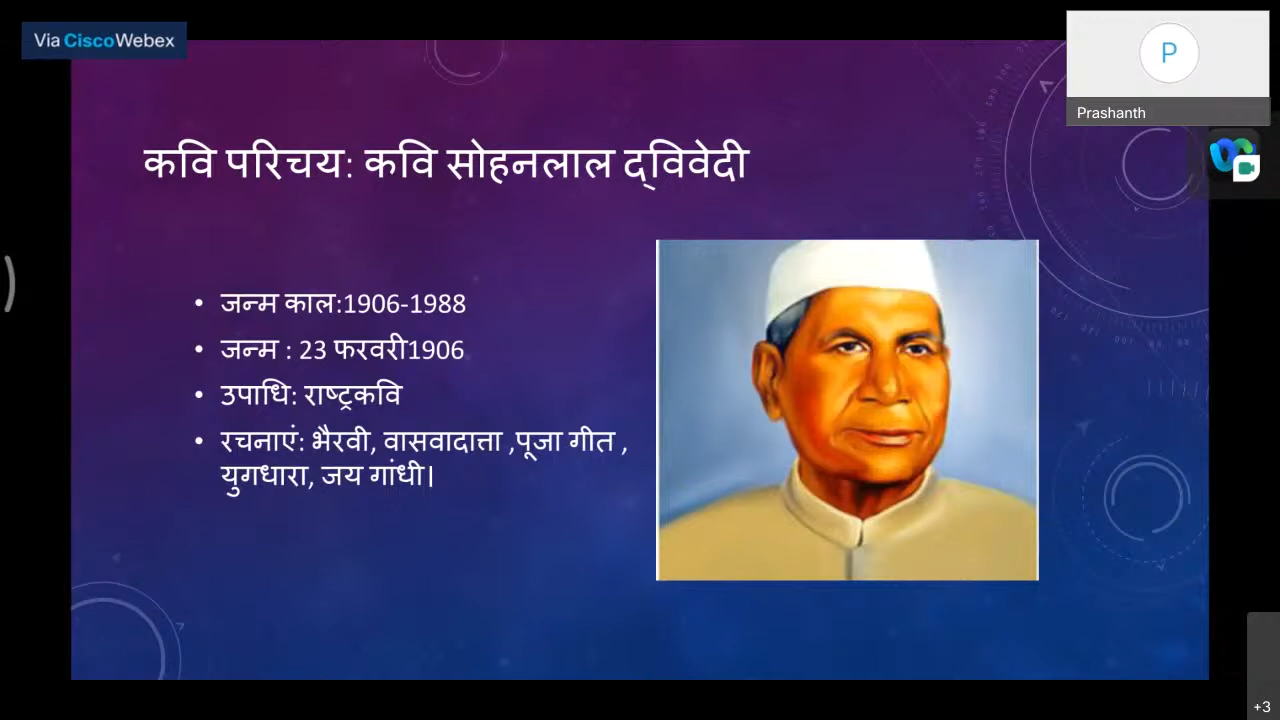 Via CiscoWebex
P
Prashanth
कवि परिचय: कवि सोहनलाल द्‌विवेदी
• जन्म काल:1906-1988
• जन्म : 23 फरवरी1906
• उपाधि: राष्ट्रकवि
• रचनाएं: भैरवी, वासवादात्ता ,पूजा गीत ,
युगधारा, जय गांधी।
+3